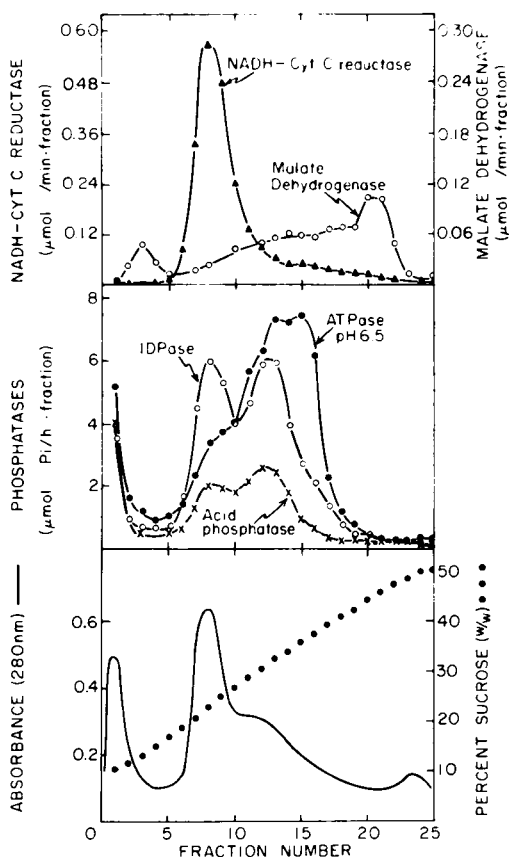 NADH-CYT C REDUCTASE
(μmol /min·fraction)
0.60
0.48
0.36
0.24
0.12
NADH-Cyt C reductase
Malate
Dehydrogenase
0.30
0.24
0.18
0.12
0.06
MALATE DEHYDROGENASE
(μmol /min·fraction)
PHOSPHATASES
(μmol Pi/h·fraction)
8
6
4
2
IDPase
ATPase
pH 6.5
Acid
phosphatase
ABSORBANCE (280nm)
0.6
0.4
0.2
50
40
30
20
10
PERCENT SUCROSE (w/w)
0
5
10
15
20
25
FRACTION NUMBER